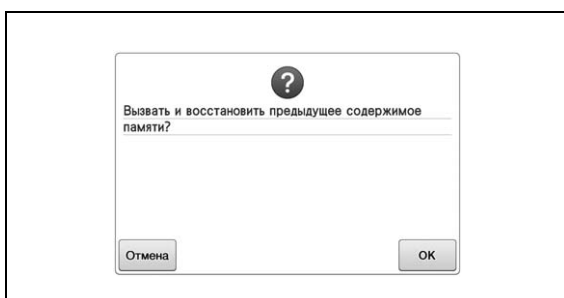 ?
Вызвать и восстановить предыдущее содержимое
памяти?
Отмена
OK